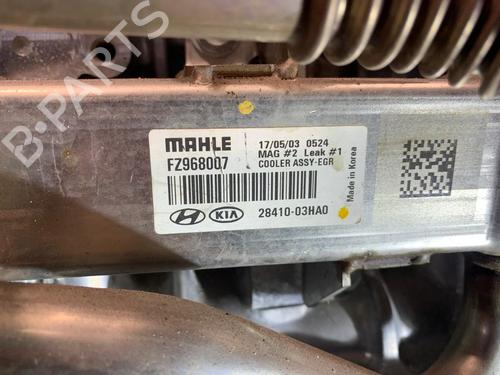 B-PARTS
MAHLE
FZ968007
17/05/03 0524
MAG #2 Leak #1
COOLER ASSY-EGR
Made in Korea
KIA
28410-03HA0